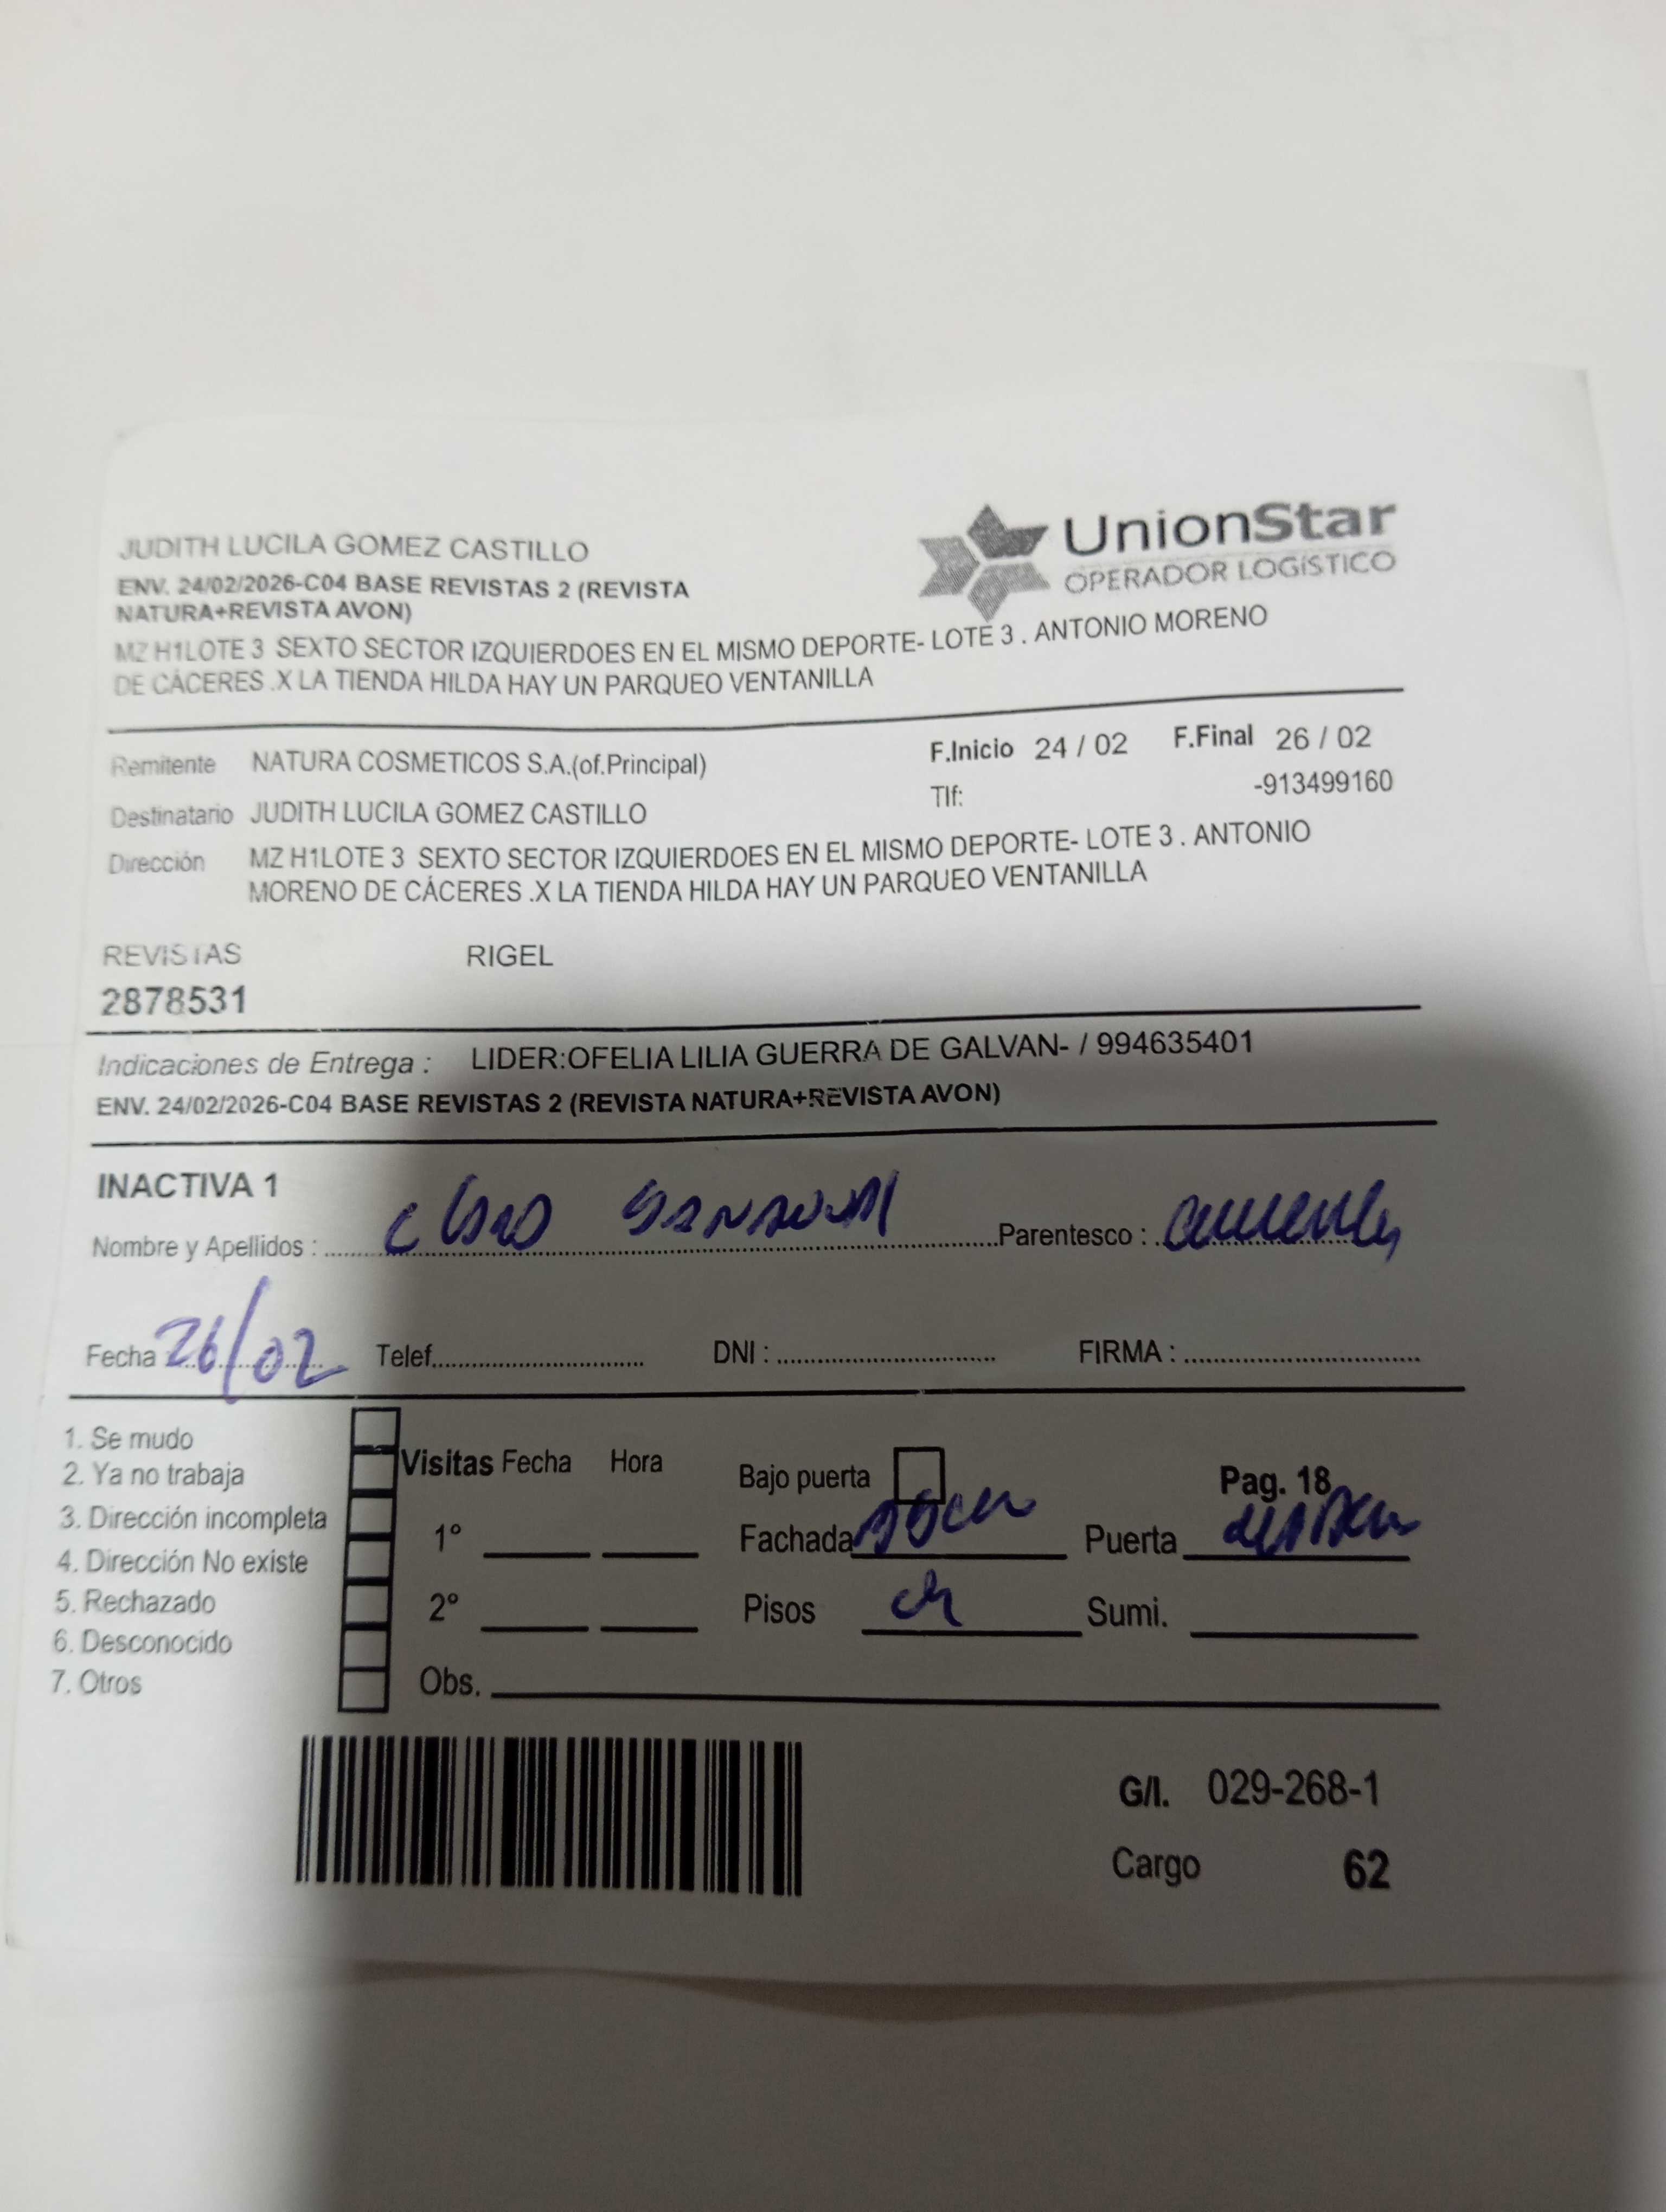 JUDITH LUCILA GOMEZ CASTILLO
UnionStar
OPERADOR LOGÍSTICO
ENV. 24/02/2026-C04 BASE REVISTAS 2 (REVISTA
NATURA+REVISTA AVON)
MZ H1LOTE 3 SEXTO SECTOR IZQUIERDOES EN EL MISMO DEPORTE- LOTE 3 . ANTONIO MORENO
DE CÁCERES .X LA TIENDA HILDA HAY UN PARQUEO VENTANILLA
Remitente NATURA COSMETICOS S.A.(of.Principal) F.Inicio 24 / 02 F.Final 26 / 02
Tlf: -913499160
Destinatario JUDITH LUCILA GOMEZ CASTILLO
Dirección MZ H1LOTE 3 SEXTO SECTOR IZQUIERDOES EN EL MISMO DEPORTE- LOTE 3 . ANTONIO
MORENO DE CÁCERES .X LA TIENDA HILDA HAY UN PARQUEO VENTANILLA
REVISTAS RIGEL
2878531
Indicaciones de Entrega : LIDER:OFELIA LILIA GUERRA DE GALVAN- / 994635401
ENV. 24/02/2026-C04 BASE REVISTAS 2 (REVISTA NATURA+REVISTA AVON)
INACTIVA 1
Nombre y Apellidos : Parentesco :
Fecha 26/02 Telef. DNI : FIRMA :
1. Se mudo
2. Ya no trabaja
3. Dirección incompleta
4. Dirección No existe
5. Rechazado
6. Desconocido
7. Otros
Visitas Fecha Hora Bajo puerta Pag. 18
1° Fachada Puerta
2° Pisos Sumi.
Obs.
G/I. 029-268-1
Cargo 62